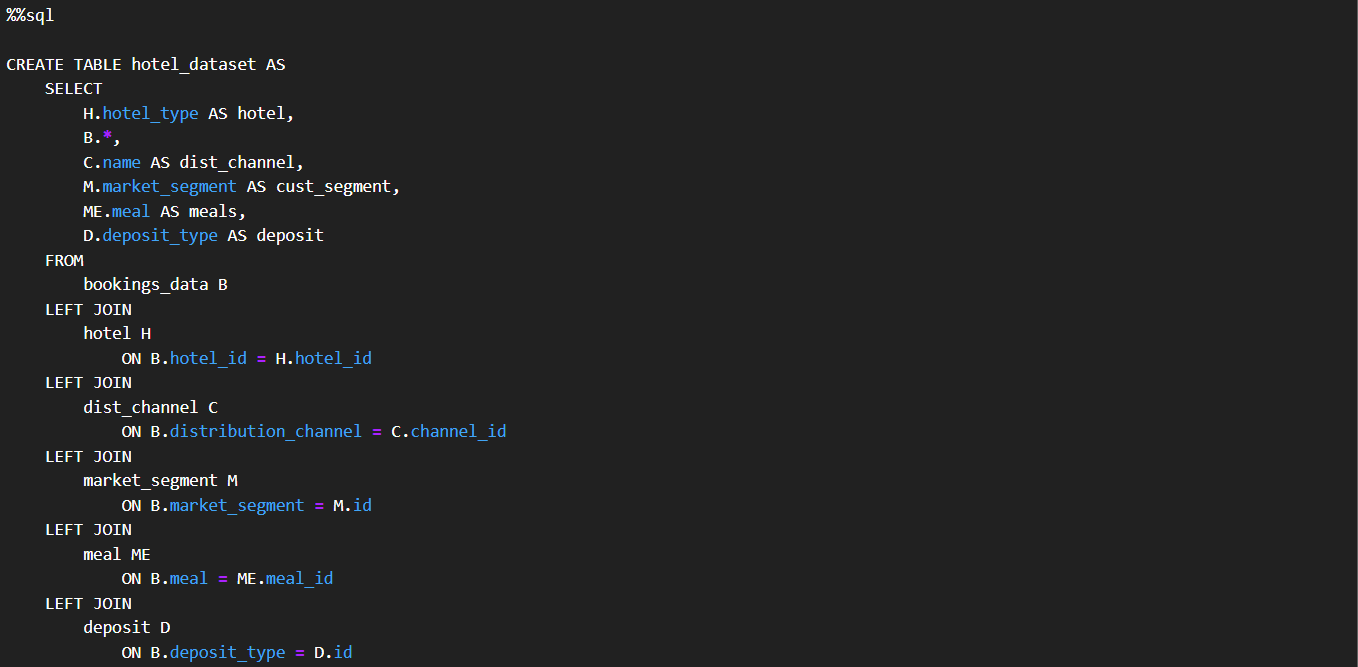 %%sql
CREATE TABLE hotel_dataset AS
SELECT
H.hotel_type AS hotel,
B.*,
C.name AS dist_channel,
M.market_segment AS cust_segment,
ME.meal AS meals,
D.deposit_type AS deposit
FROM
bookings_data B
LEFT JOIN
hotel H
ON B.hotel_id = H.hotel_id
LEFT JOIN
dist_channel C
ON B.distribution_channel = C.channel_id
LEFT JOIN
market_segment M
ON B.market_segment = M.id
LEFT JOIN
meal ME
ON B.meal = ME.meal_id
LEFT JOIN
deposit D
ON B.deposit_type = D.id